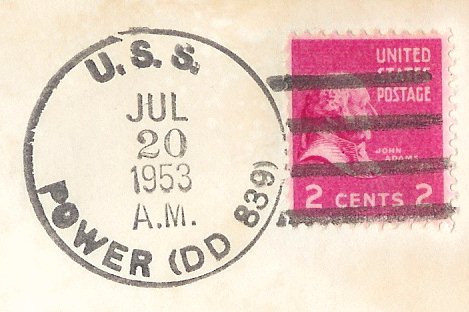 U.S.S.
JUL
20
1953
A.M.
POWER (DD 839)
UNITED
STATES
POSTAGE
JOHN
ADAMS
2 CENTS 2